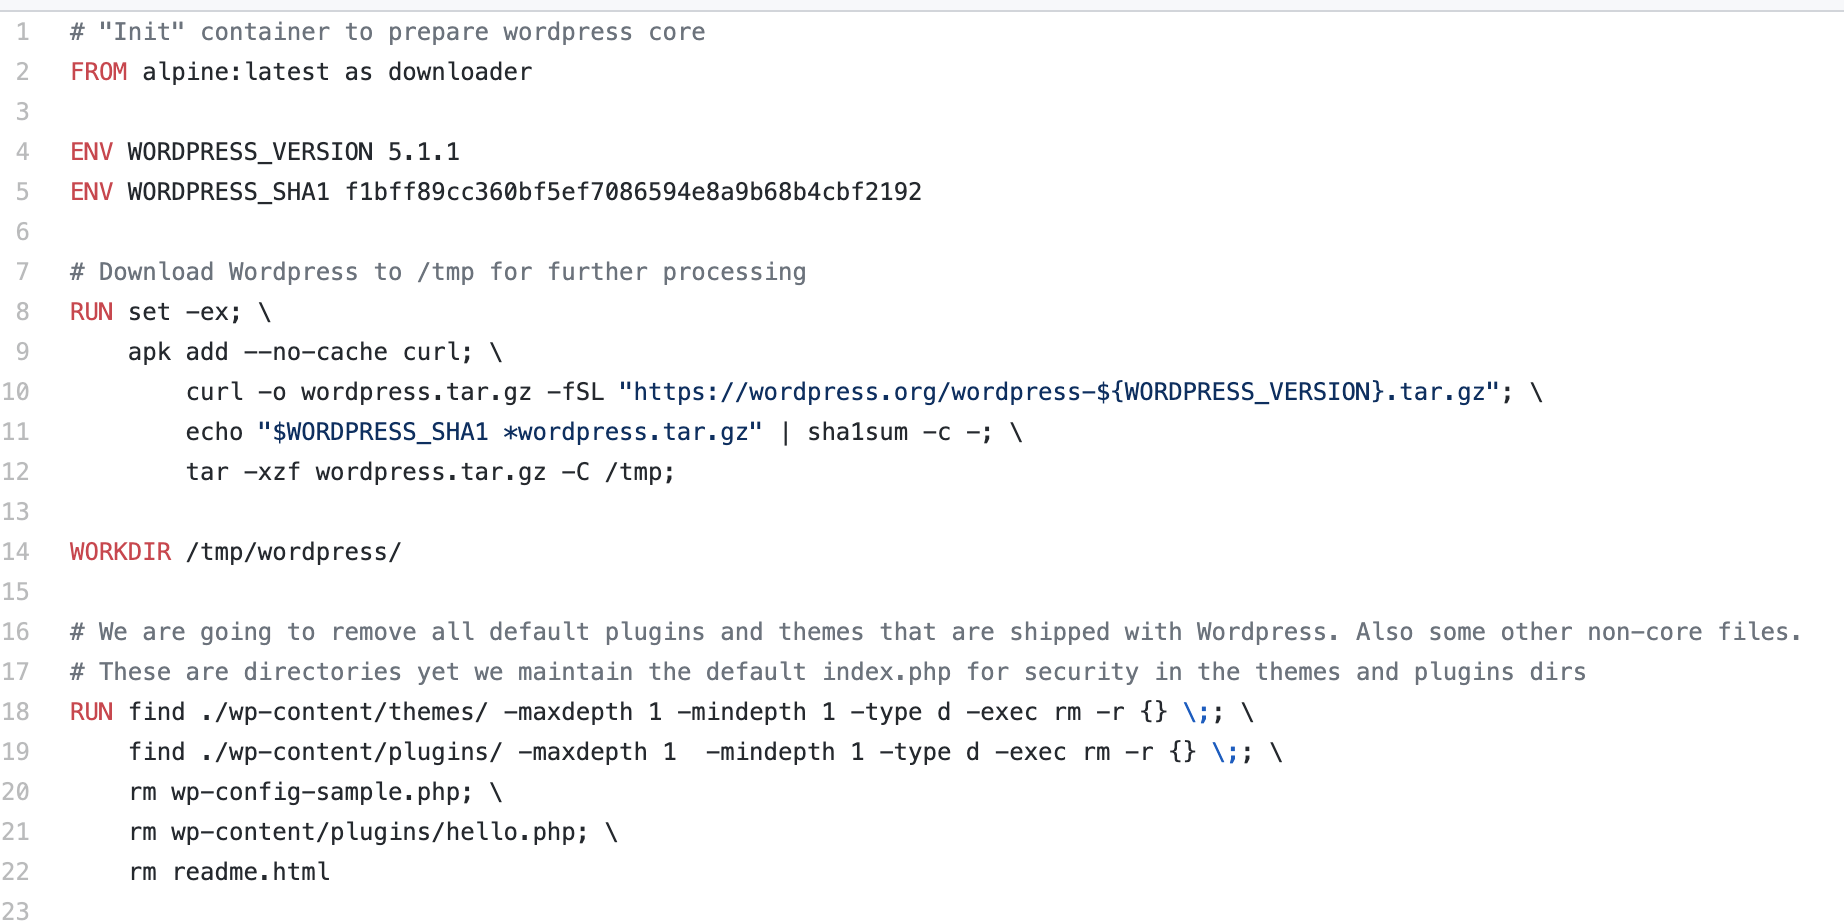 1 # "Init" container to prepare wordpress core
2 FROM alpine:latest as downloader
3
4 ENV WORDPRESS_VERSION 5.1.1
5 ENV WORDPRESS_SHA1 f1bff89cc360bf5ef7086594e8a9b68b4cbf2192
6
7 # Download Wordpress to /tmp for further processing
8 RUN set -ex; \
9     apk add --no-cache curl; \
10         curl -o wordpress.tar.gz -fSL "https://wordpress.org/wordpress-${WORDPRESS_VERSION}.tar.gz"; \
11         echo "$WORDPRESS_SHA1 *wordpress.tar.gz" | sha1sum -c -; \
12         tar -xzf wordpress.tar.gz -C /tmp;
13
14 WORKDIR /tmp/wordpress/
15
16 # We are going to remove all default plugins and themes that are shipped with Wordpress. Also some other non-core files.
17 # These are directories yet we maintain the default index.php for security in the themes and plugins dirs
18 RUN find ./wp-content/themes/ -maxdepth 1 -mindepth 1 -type d -exec rm -r {} \;; \
19     find ./wp-content/plugins/ -maxdepth 1  -mindepth 1 -type d -exec rm -r {} \;; \
20     rm wp-config-sample.php; \
21     rm wp-content/plugins/hello.php; \
22     rm readme.html
23